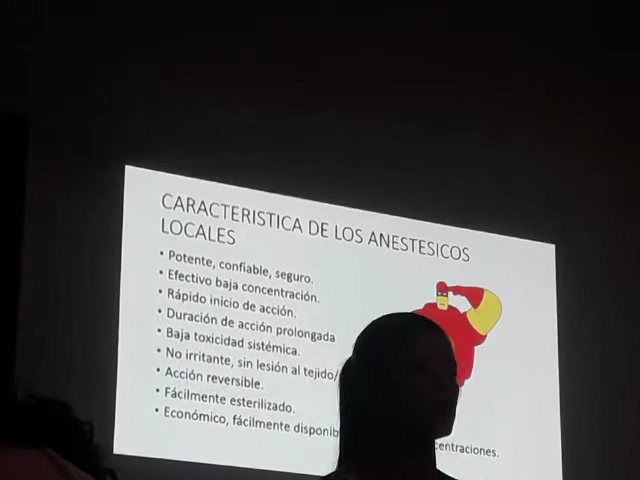 CARACTERISTICA DE LOS ANESTESICOS
LOCALES
• Potente, confiable, seguro.
• Efectivo baja concentración.
• Rápido inicio de acción.
• Duración de acción prolongada
• Baja toxicidad sistémica.
• No irritante, sin lesión al tejido/
• Acción reversible.
• Fácilmente esterilizado.
• Económico, fácilmente disponib centraciones.